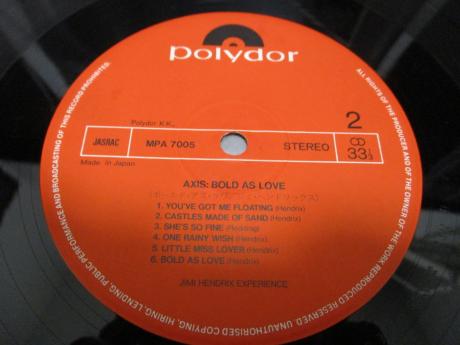 polydor
Polydor K.K.,
2
JASRAC
MPA 7005
STEREO
33⅓
Made in Japan
AXIS: BOLD AS LOVE
1. YOU'VE GOT ME FLOATING (Hendrix)
2. CASTLES MADE OF SAND (Hendrix)
3. SHE'S SO FINE (Redding)
4. ONE RAINY WISH (Hendrix)
5. LITTLE MISS LOVER (Hendrix)
6. BOLD AS LOVE (Hendrix)
JIMI HENDRIX EXPERIENCE
ALL RIGHTS OF THE PRODUCER AND OF THE OWNER OF THE WORK REPRODUCED RESERVED. UNAUTHORISED COPYING, HIRING, LENDING, PUBLIC PERFORMANCE AND BROADCASTING OF THIS RECORD PROHIBITED.